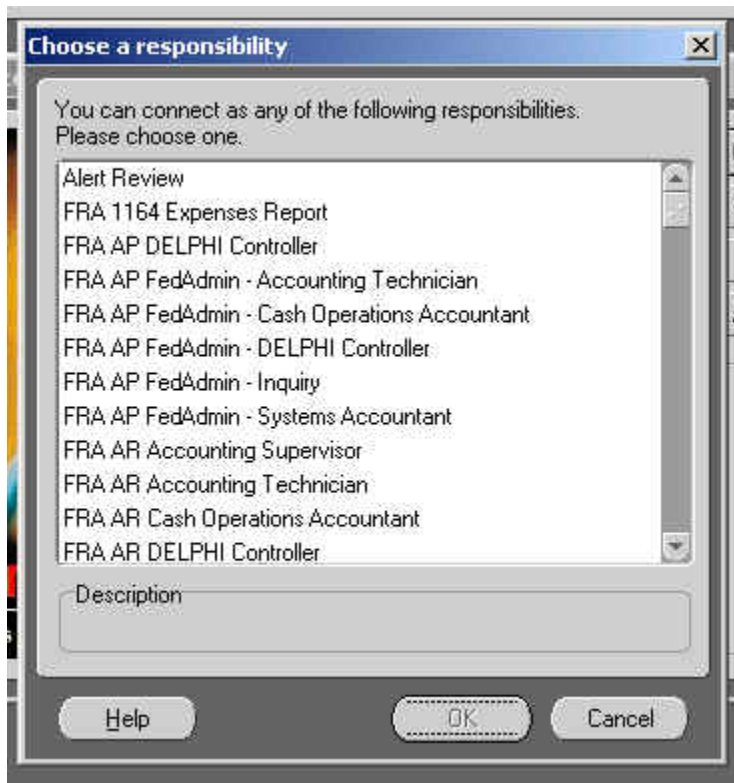 Choose a responsibility
You can connect as any of the following responsibilities.
Please choose one.
Alert Review
FRA 1164 Expenses Report
FRA AP DELPHI Controller
FRA AP FedAdmin - Accounting Technician
FRA AP FedAdmin - Cash Operations Accountant
FRA AP FedAdmin - DELPHI Controller
FRA AP FedAdmin - Inquiry
FRA AP FedAdmin - Systems Accountant
FRA AR Accounting Supervisor
FRA AR Accounting Technician
FRA AR Cash Operations Accountant
FRA AR DELPHI Controller
Description
Help
OK
Cancel